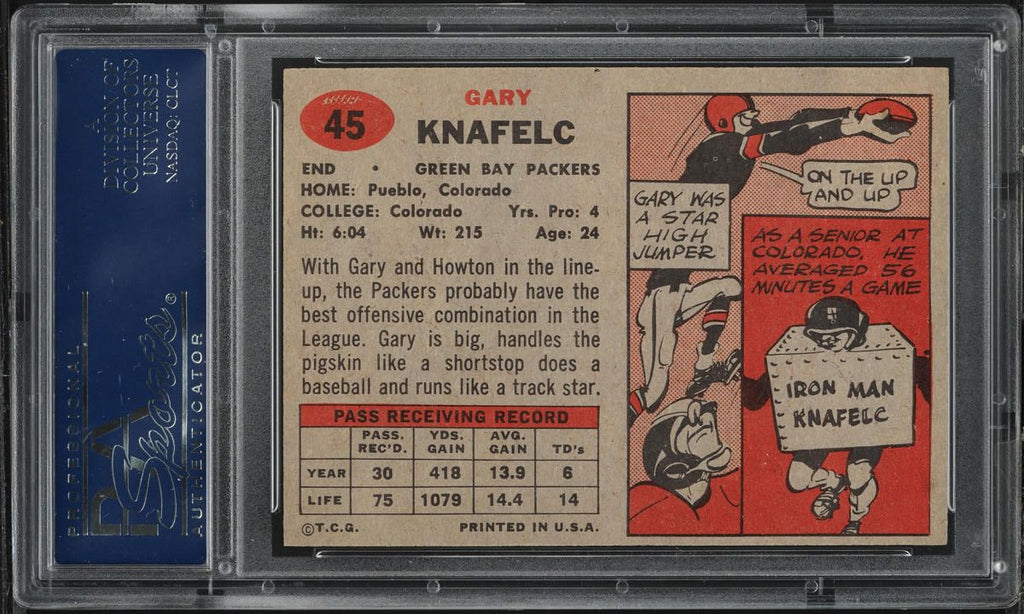 A
DIVISION OF
COLLECTORS
UNIVERSE
NASDAQ: CLCT
PROFESSIONAL
PSA
Sports®
AUTHENTICATOR
45
GARY
KNAFELC
END • GREEN BAY PACKERS
HOME: Pueblo, Colorado
COLLEGE: Colorado Yrs. Pro: 4
Ht: 6:04 Wt: 215 Age: 24
With Gary and Howton in the line-
up, the Packers probably have the
best offensive combination in the
League. Gary is big, handles the
pigskin like a shortstop does a
baseball and runs like a track star.
PASS RECEIVING RECORD
PASS. REC'D. YDS. GAIN AVG. GAIN TD's
YEAR 30 418 13.9 6
LIFE 75 1079 14.4 14
©T.C.G. PRINTED IN U.S.A.
ON THE UP
AND UP
GARY WAS
A STAR
HIGH
JUMPER
AS A SENIOR AT
COLORADO, HE
AVERAGED 56
MINUTES A GAME
IRON MAN
KNAFELC